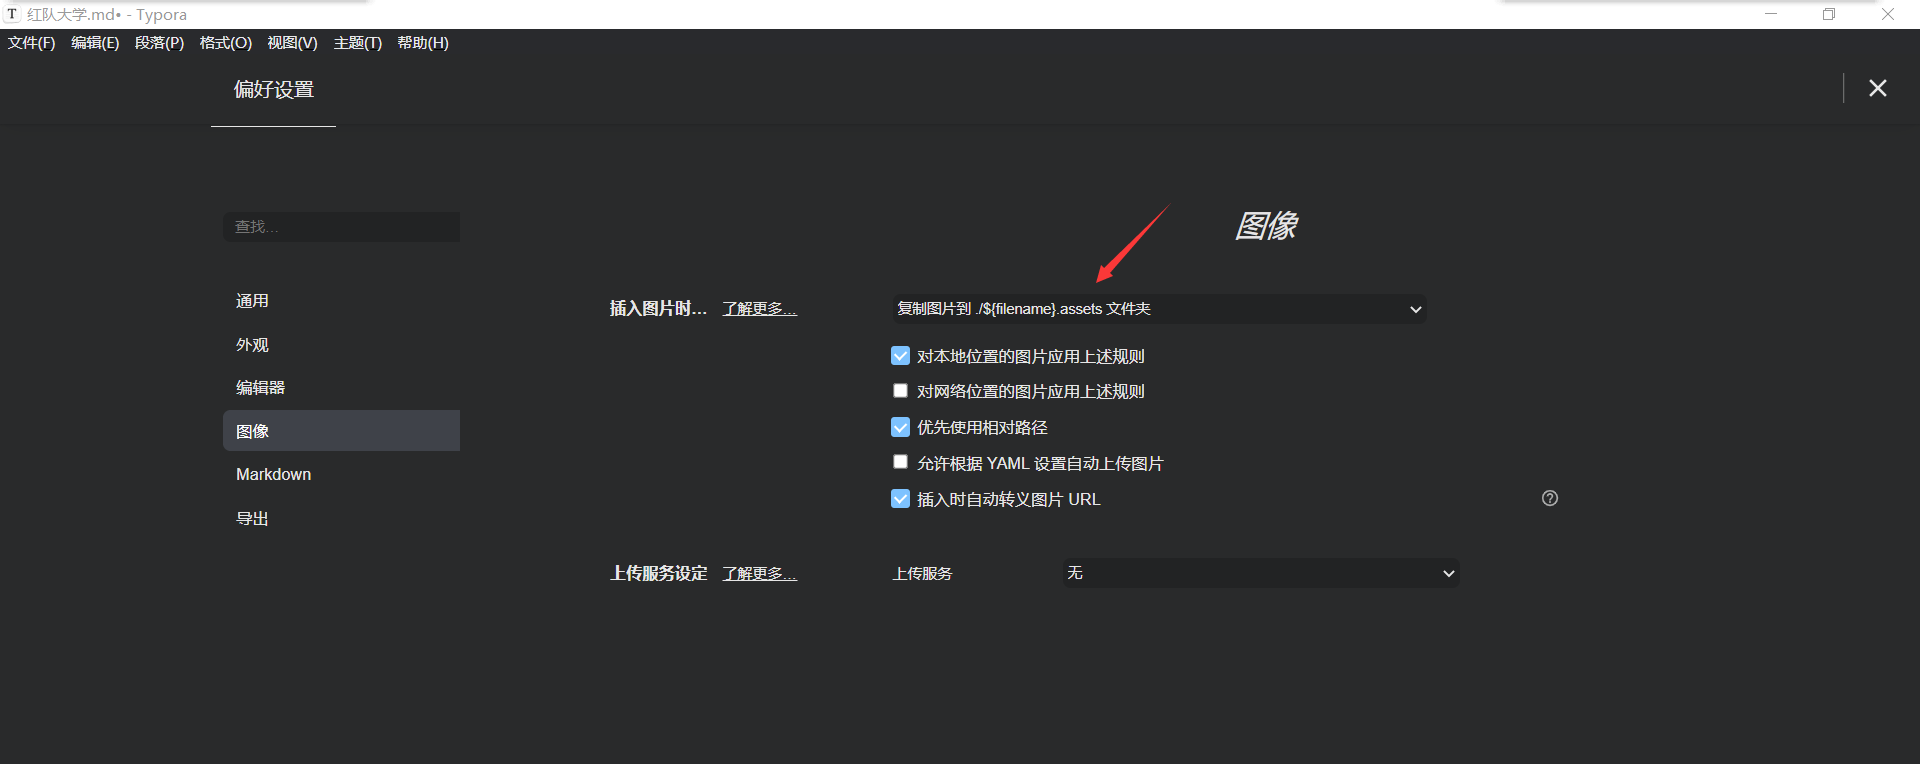 红队大学.md• - Typora
文件(F) 编辑(E) 段落(P) 格式(O) 视图(V) 主题(T) 帮助(H)
偏好设置
查找...
图像
通用
外观
编辑器
图像
Markdown
导出
插入图片时... 了解更多... 复制图片到 ./${filename}.assets 文件夹
对本地位置的图片应用上述规则
对网络位置的图片应用上述规则
优先使用相对路径
允许根据 YAML 设置自动上传图片
插入时自动转义图片 URL
上传服务设定 了解更多... 上传服务 无